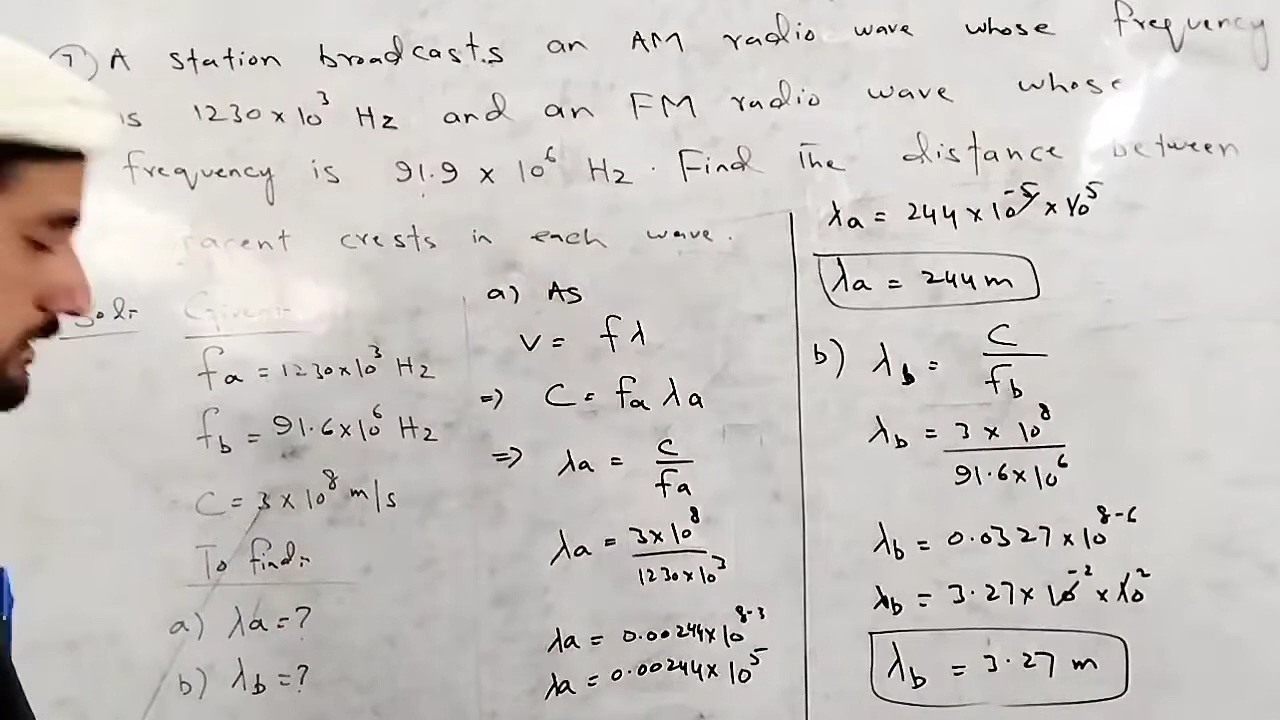 7) A station broadcasts an AM radio wave whose frequency
is 1230 × 10³ Hz and an FM radio wave whose
frequency is 91.9 × 10⁶ Hz. Find the distance between
crests in each wave.
Sol:-
Given:-
fa = 1230×10³ Hz
fb = 91.6×10⁶ Hz
C = 3×10⁸ m/s
To find:-
a) λa = ?
b) λb = ?
a) As
v = fλ
⇒ C = fa λa
⇒ λa = C/fa
λa = 3×10⁸/1230×10³
λa = 0.00244×10⁸⁻³
λa = 0.00244×10⁵
λa = 244×10⁻⁵×10⁵
λa = 244 m
b) λb = C/fb
λb = 3×10⁸/91.6×10⁶
λb = 0.0327×10⁸⁻⁶
λb = 3.27×10⁻²×10²
λb = 3.27 m